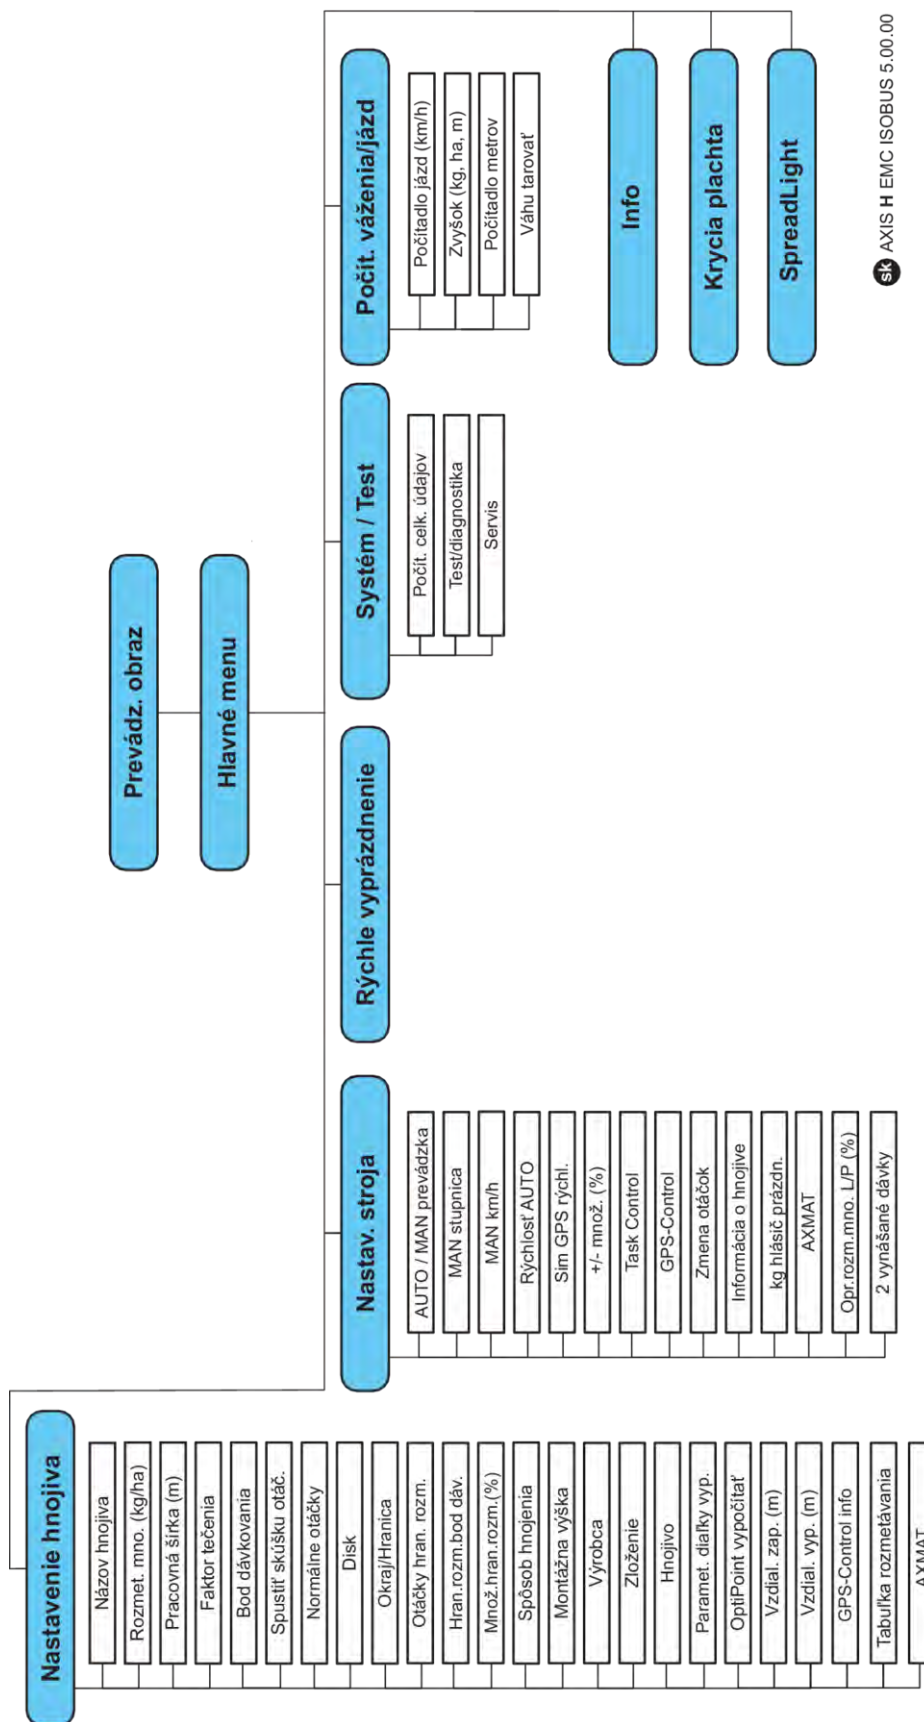 Prevádz. obraz
Hlavné menu
Nastavenie hnojiva
Názov hnojiva
Rozmet. mno. (kg/ha)
Pracovná šírka (m)
Faktor tečenia
Bod dávkovania
Spustiť skúšku otáč.
Normálne otáčky
Disk
Okraj/Hranica
Otáčky hran. rozm.
Hran.rozm.bod dáv.
Množ.hran.rozm.(%)
Spôsob hnojenia
Montážna výška
Výrobca
Zloženie
Hnojivo
Paramet. diaľky vyp.
OptiPoint vypočítať
Vzdial. zap. (m)
Vzdial. vyp. (m)
GPS-Control info
Tabuľka rozmetávania
AXMAT
Nastav. stroja
AUTO / MAN prevádzka
MAN stupnica
MAN km/h
Rýchlosť AUTO
Sim GPS rýchl.
+/- množ. (%)
Task Control
GPS-Control
Zmena otáčok
Informácia o hnojive
kg hlásič prázdn.
AXMAT
Opr.rozm.mno. L/P (%)
2 vynášané dávky
Rýchle vyprázdnenie
Systém / Test
Počít. celk. údajov
Test/diagnostika
Servis
Počít. váženia/jázd
Počítadlo jázd (km/h)
Zvyšok (kg, ha, m)
Počítadlo metrov
Váhu tarovať
Info
Krycia plachta
SpreadLight
sk AXIS H EMC ISOBUS 5.00.00